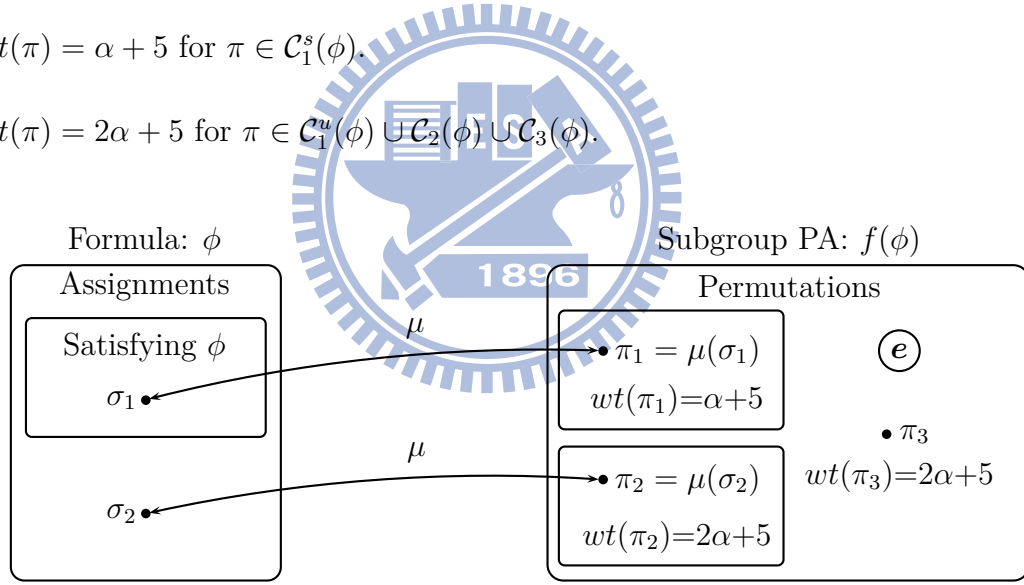 t(π) = α + 5 for π ∈ 𝒞₁ˢ(ϕ).
t(π) = 2α + 5 for π ∈ 𝒞₁ᵘ(ϕ) ∪ 𝒞₂(ϕ) ∪ 𝒞₃(ϕ).
ES
1896
Formula: ϕ
Subgroup PA: f(ϕ)
Assignments
Permutations
Satisfying ϕ
σ₁
μ
π₁ = μ(σ₁)
wt(π₁)=α+5
e
π₃
wt(π₃)=2α+5
σ₂
μ
π₂ = μ(σ₂)
wt(π₂)=2α+5